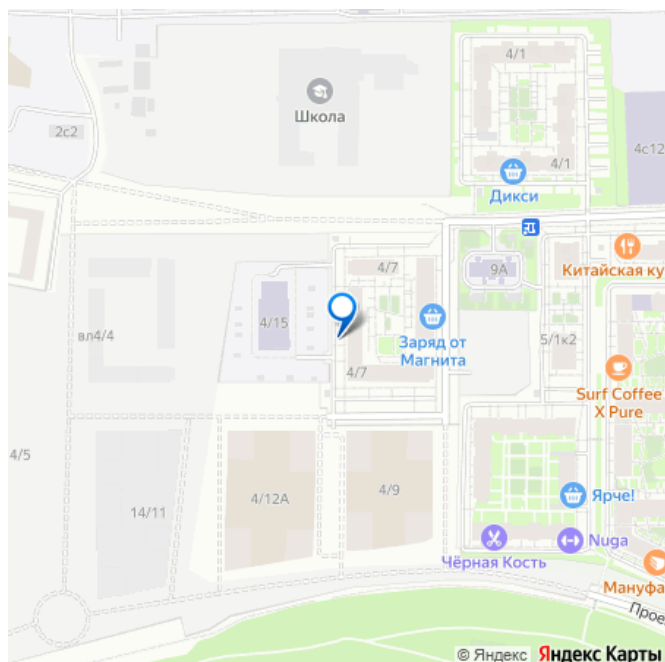 4/1
Школа
2с2
4с12
4/1
Дикси
9А
Китайская ку
4/7
4/15
вл4/4
Заряд от
Магнита
5/1к2
4/7
Surf Coffee
X Pure
4/5
4/12А
4/9
14/11
Ярче!
Чёрная Кость
Nuga
Мануфа
Прое
© Яндекс Яндекс Карты